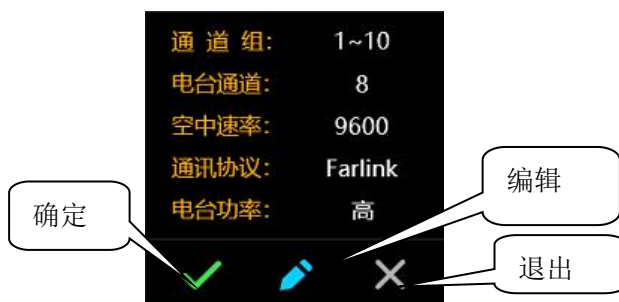 通 道 组: 1~10
电台通道: 8
空中速率: 9600
通讯协议: Farlink
电台功率: 高
确定
编辑
退出